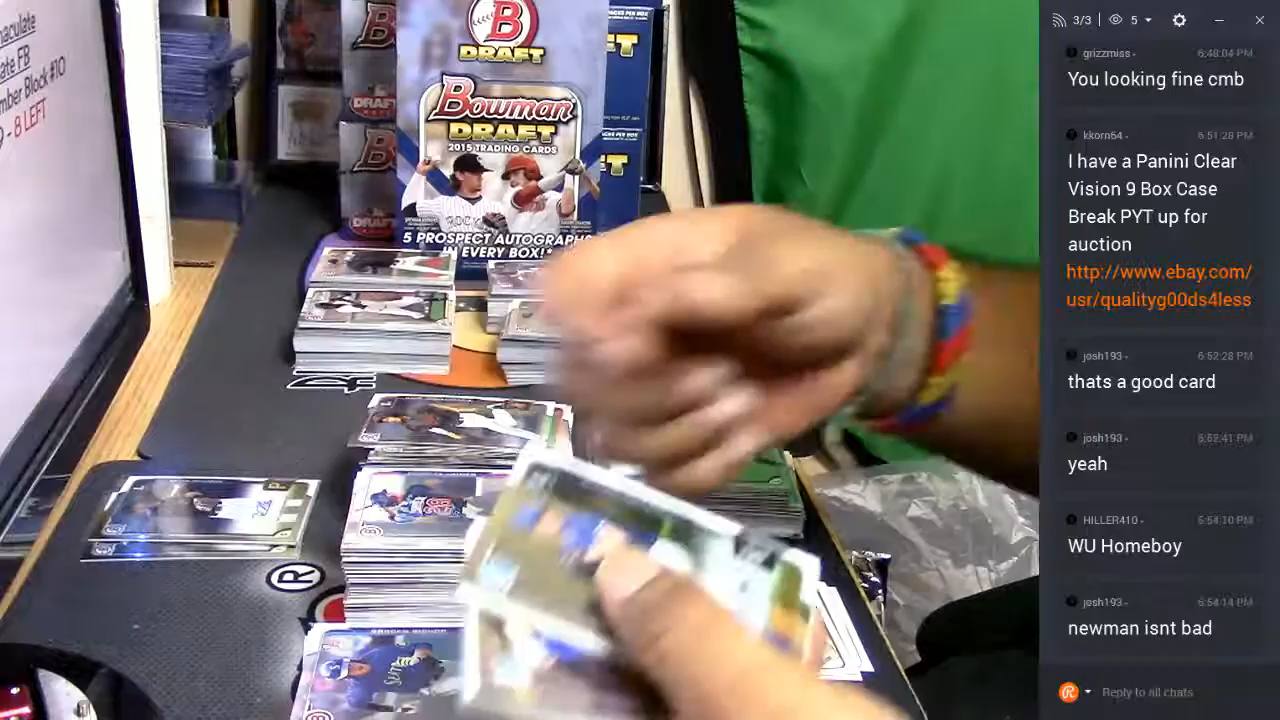 aculate
ate FB
mber Block #10
- 8 LEFT
B
DRAFT
Bowman
DRAFT
2015 TRADING CARDS
5 PROSPECT AUTOGRAPHS
IN EVERY BOX!*
DRAF
DRAF
3/3
5
grizzmiss - 6:48:04 PM
You looking fine cmb
kkorn64 - 6:51:28 PM
I have a Panini Clear
Vision 9 Box Case
Break PYT up for
auction
http://www.ebay.com/
usr/qualityg00ds4less
josh193 - 6:52:28 PM
thats a good card
josh193 - 6:52:41 PM
yeah
HILLER410 - 6:54:10 PM
WU Homeboy
josh193 - 6:54:14 PM
newman isnt bad
Reply to all chats